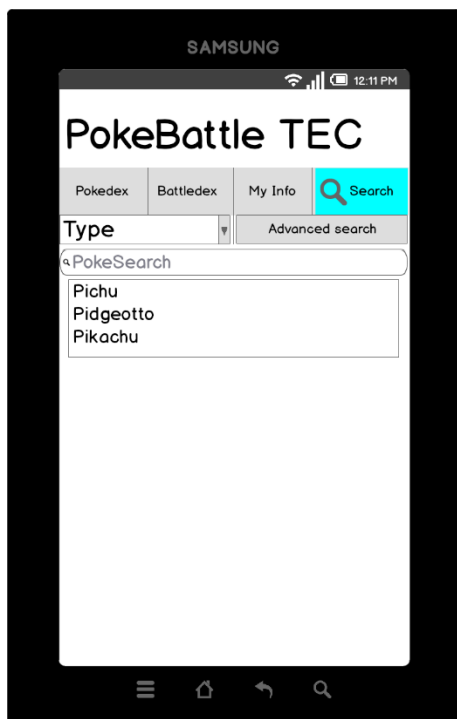 SAMSUNG
12:11 PM
PokeBattle TEC
Pokedex Battledex My Info Search
Type Advanced search
PokeSearch
Pichu
Pidgeotto
Pikachu